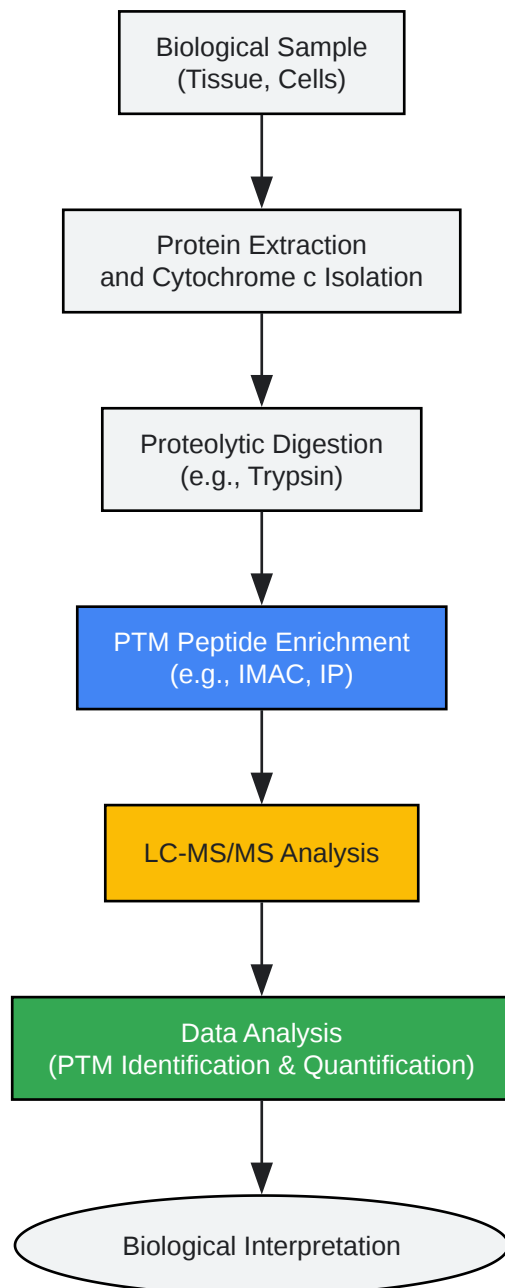 Biological Sample
(Tissue, Cells)
Protein Extraction
and Cytochrome c Isolation
Proteolytic Digestion
(e.g., Trypsin)
PTM Peptide Enrichment
(e.g., IMAC, IP)
LC-MS/MS Analysis
Data Analysis
(PTM Identification & Quantification)
Biological Interpretation